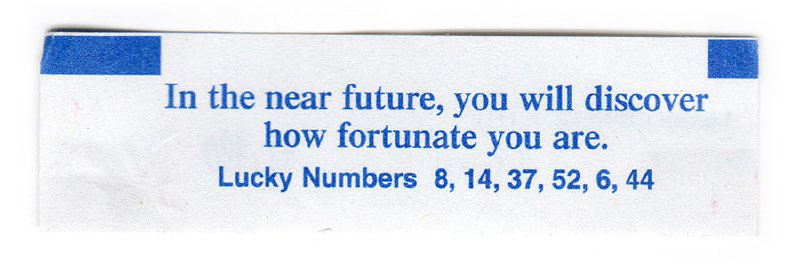 In the near future, you will discover
how fortunate you are.
Lucky Numbers 8, 14, 37, 52, 6, 44